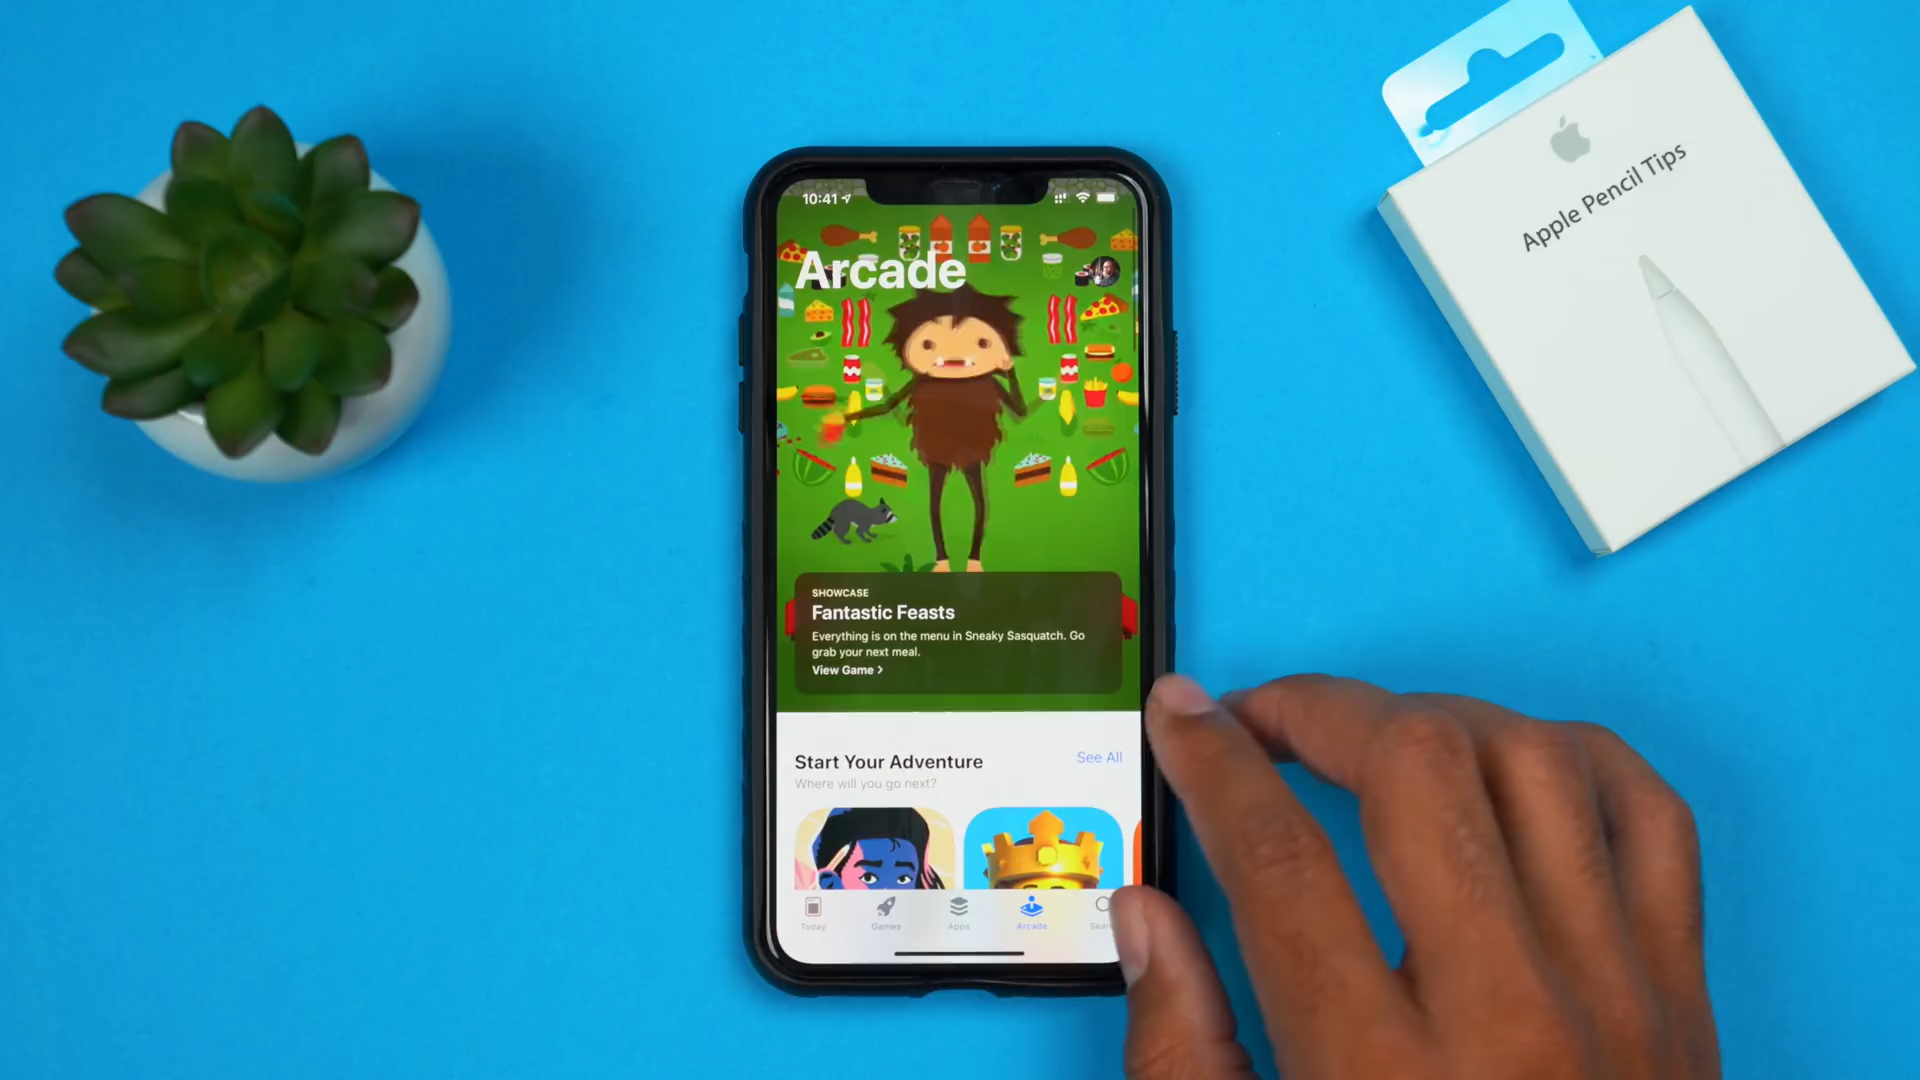 10:41
Arcade
SHOWCASE
Fantastic Feasts
Everything is on the menu in Sneaky Sasquatch. Go
grab your next meal.
View Game >
Start Your Adventure
See All
Where will you go next?
Today
Games
Apps
Arcade
Apple Pencil Tips